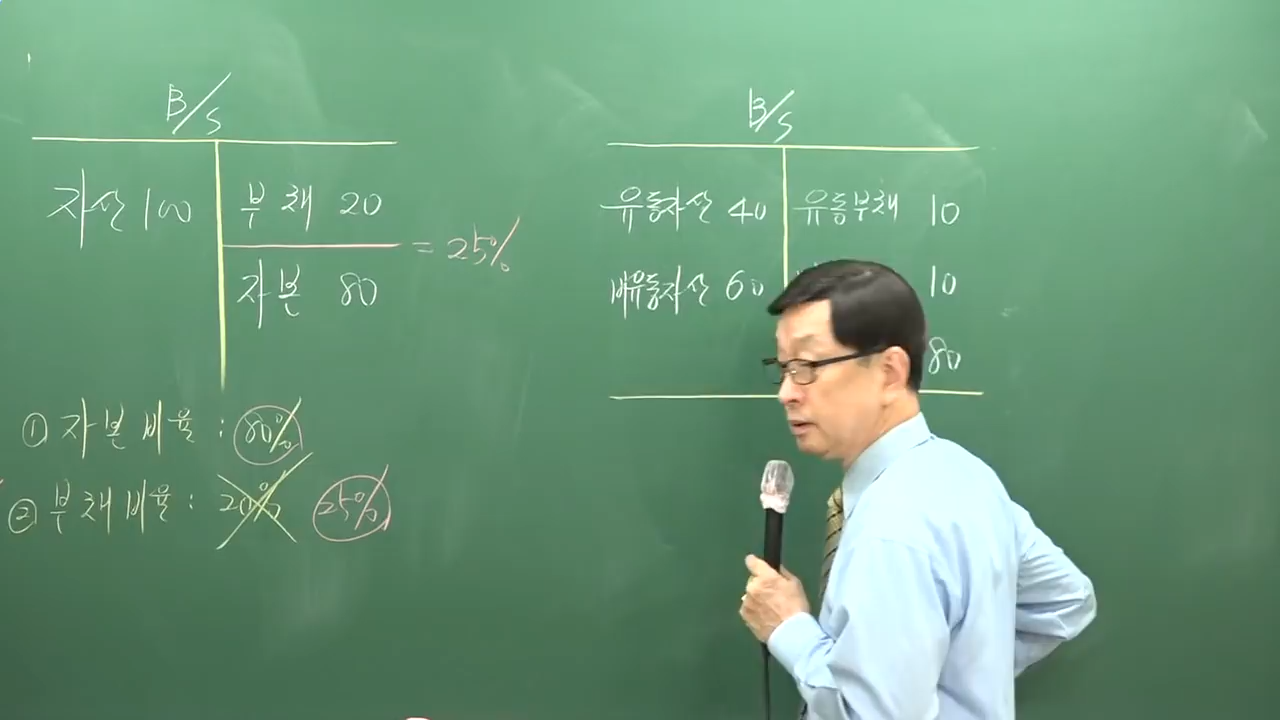 B/S
자산 100
부채 20
= 25%
자본 80
① 자본비율 : 80%
② 부채비율 : 20% 25%
B/S
유동자산 40 유동부채 10
비유동자산 60 10
80